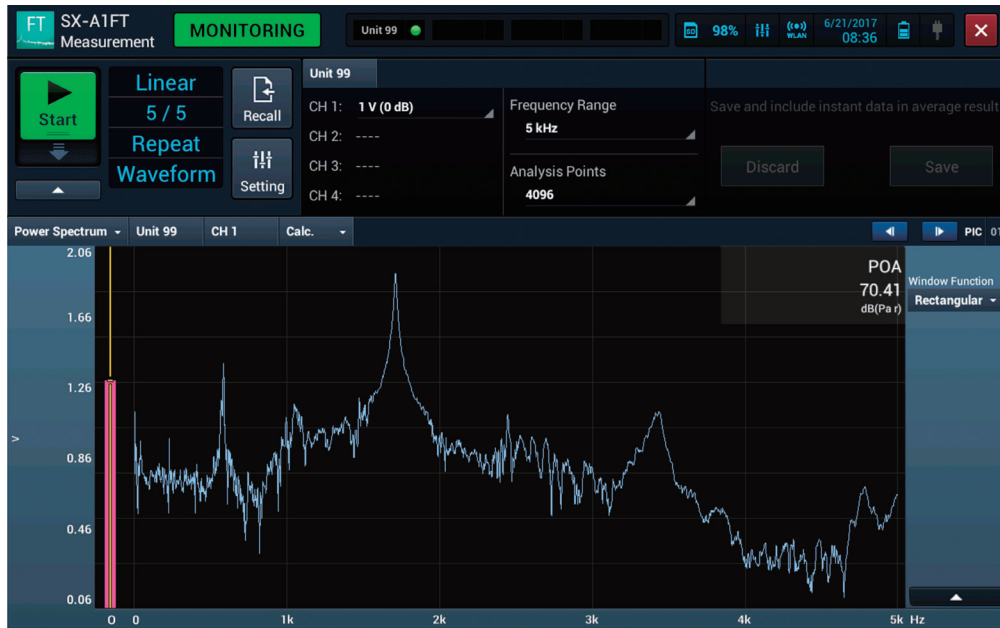 FT
SX-A1FT
Measurement
MONITORING
Unit 99
SD
98%
WLAN
6/21/2017
08:36
Start
Linear
5 / 5
Repeat
Waveform
Recall
Setting
Unit 99
CH 1: 1 V (0 dB)
CH 2: ----
CH 3: ----
CH 4: ----
Frequency Range
5 kHz
Analysis Points
4096
Save and include instant data in average result
Discard
Save
Power Spectrum
Unit 99
CH 1
Calc.
PIC
01
2.06
1.66
1.26
0.86
0.46
0.06
V
POA
70.41
dB(Pa r)
Window Function
Rectangular
O 0 1k 2k 3k 4k 5k Hz